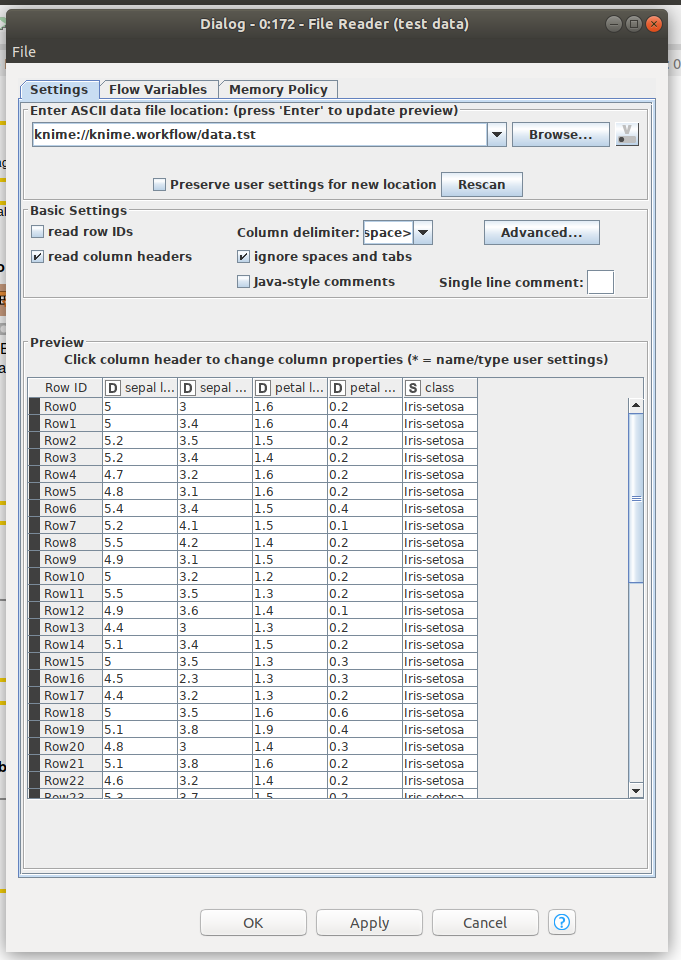 Dialog - 0:172 - File Reader (test data)
File
Settings Flow Variables Memory Policy
Enter ASCII data file location: (press 'Enter' to update preview)
knime://knime.workflow/data.tst Browse... V
Preserve user settings for new location Rescan
Basic Settings
read row IDs Column delimiter: space> Advanced...
read column headers ignore spaces and tabs
Java-style comments Single line comment:
Preview
Click column header to change column properties (* = name/type user settings)
Row ID D sepal l... D sepal ... D petal l... D petal ... S class
Row0 5 3 1.6 0.2 Iris-setosa
Row1 5 3.4 1.6 0.4 Iris-setosa
Row2 5.2 3.5 1.5 0.2 Iris-setosa
Row3 5.2 3.4 1.4 0.2 Iris-setosa
Row4 4.7 3.2 1.6 0.2 Iris-setosa
Row5 4.8 3.1 1.6 0.2 Iris-setosa
Row6 5.4 3.4 1.5 0.4 Iris-setosa
Row7 5.2 4.1 1.5 0.1 Iris-setosa
Row8 5.5 4.2 1.4 0.2 Iris-setosa
Row9 4.9 3.1 1.5 0.2 Iris-setosa
Row10 5 3.2 1.2 0.2 Iris-setosa
Row11 5.5 3.5 1.3 0.2 Iris-setosa
Row12 4.9 3.6 1.4 0.1 Iris-setosa
Row13 4.4 3 1.3 0.2 Iris-setosa
Row14 5.1 3.4 1.5 0.2 Iris-setosa
Row15 5 3.5 1.3 0.3 Iris-setosa
Row16 4.5 2.3 1.3 0.3 Iris-setosa
Row17 4.4 3.2 1.3 0.2 Iris-setosa
Row18 5 3.5 1.6 0.6 Iris-setosa
Row19 5.1 3.8 1.9 0.4 Iris-setosa
Row20 4.8 3 1.4 0.3 Iris-setosa
Row21 5.1 3.8 1.6 0.2 Iris-setosa
Row22 4.6 3.2 1.4 0.2 Iris-setosa
Row23 5.3 3.7 1.5 0.2 Iris-setosa
OK Apply Cancel ?